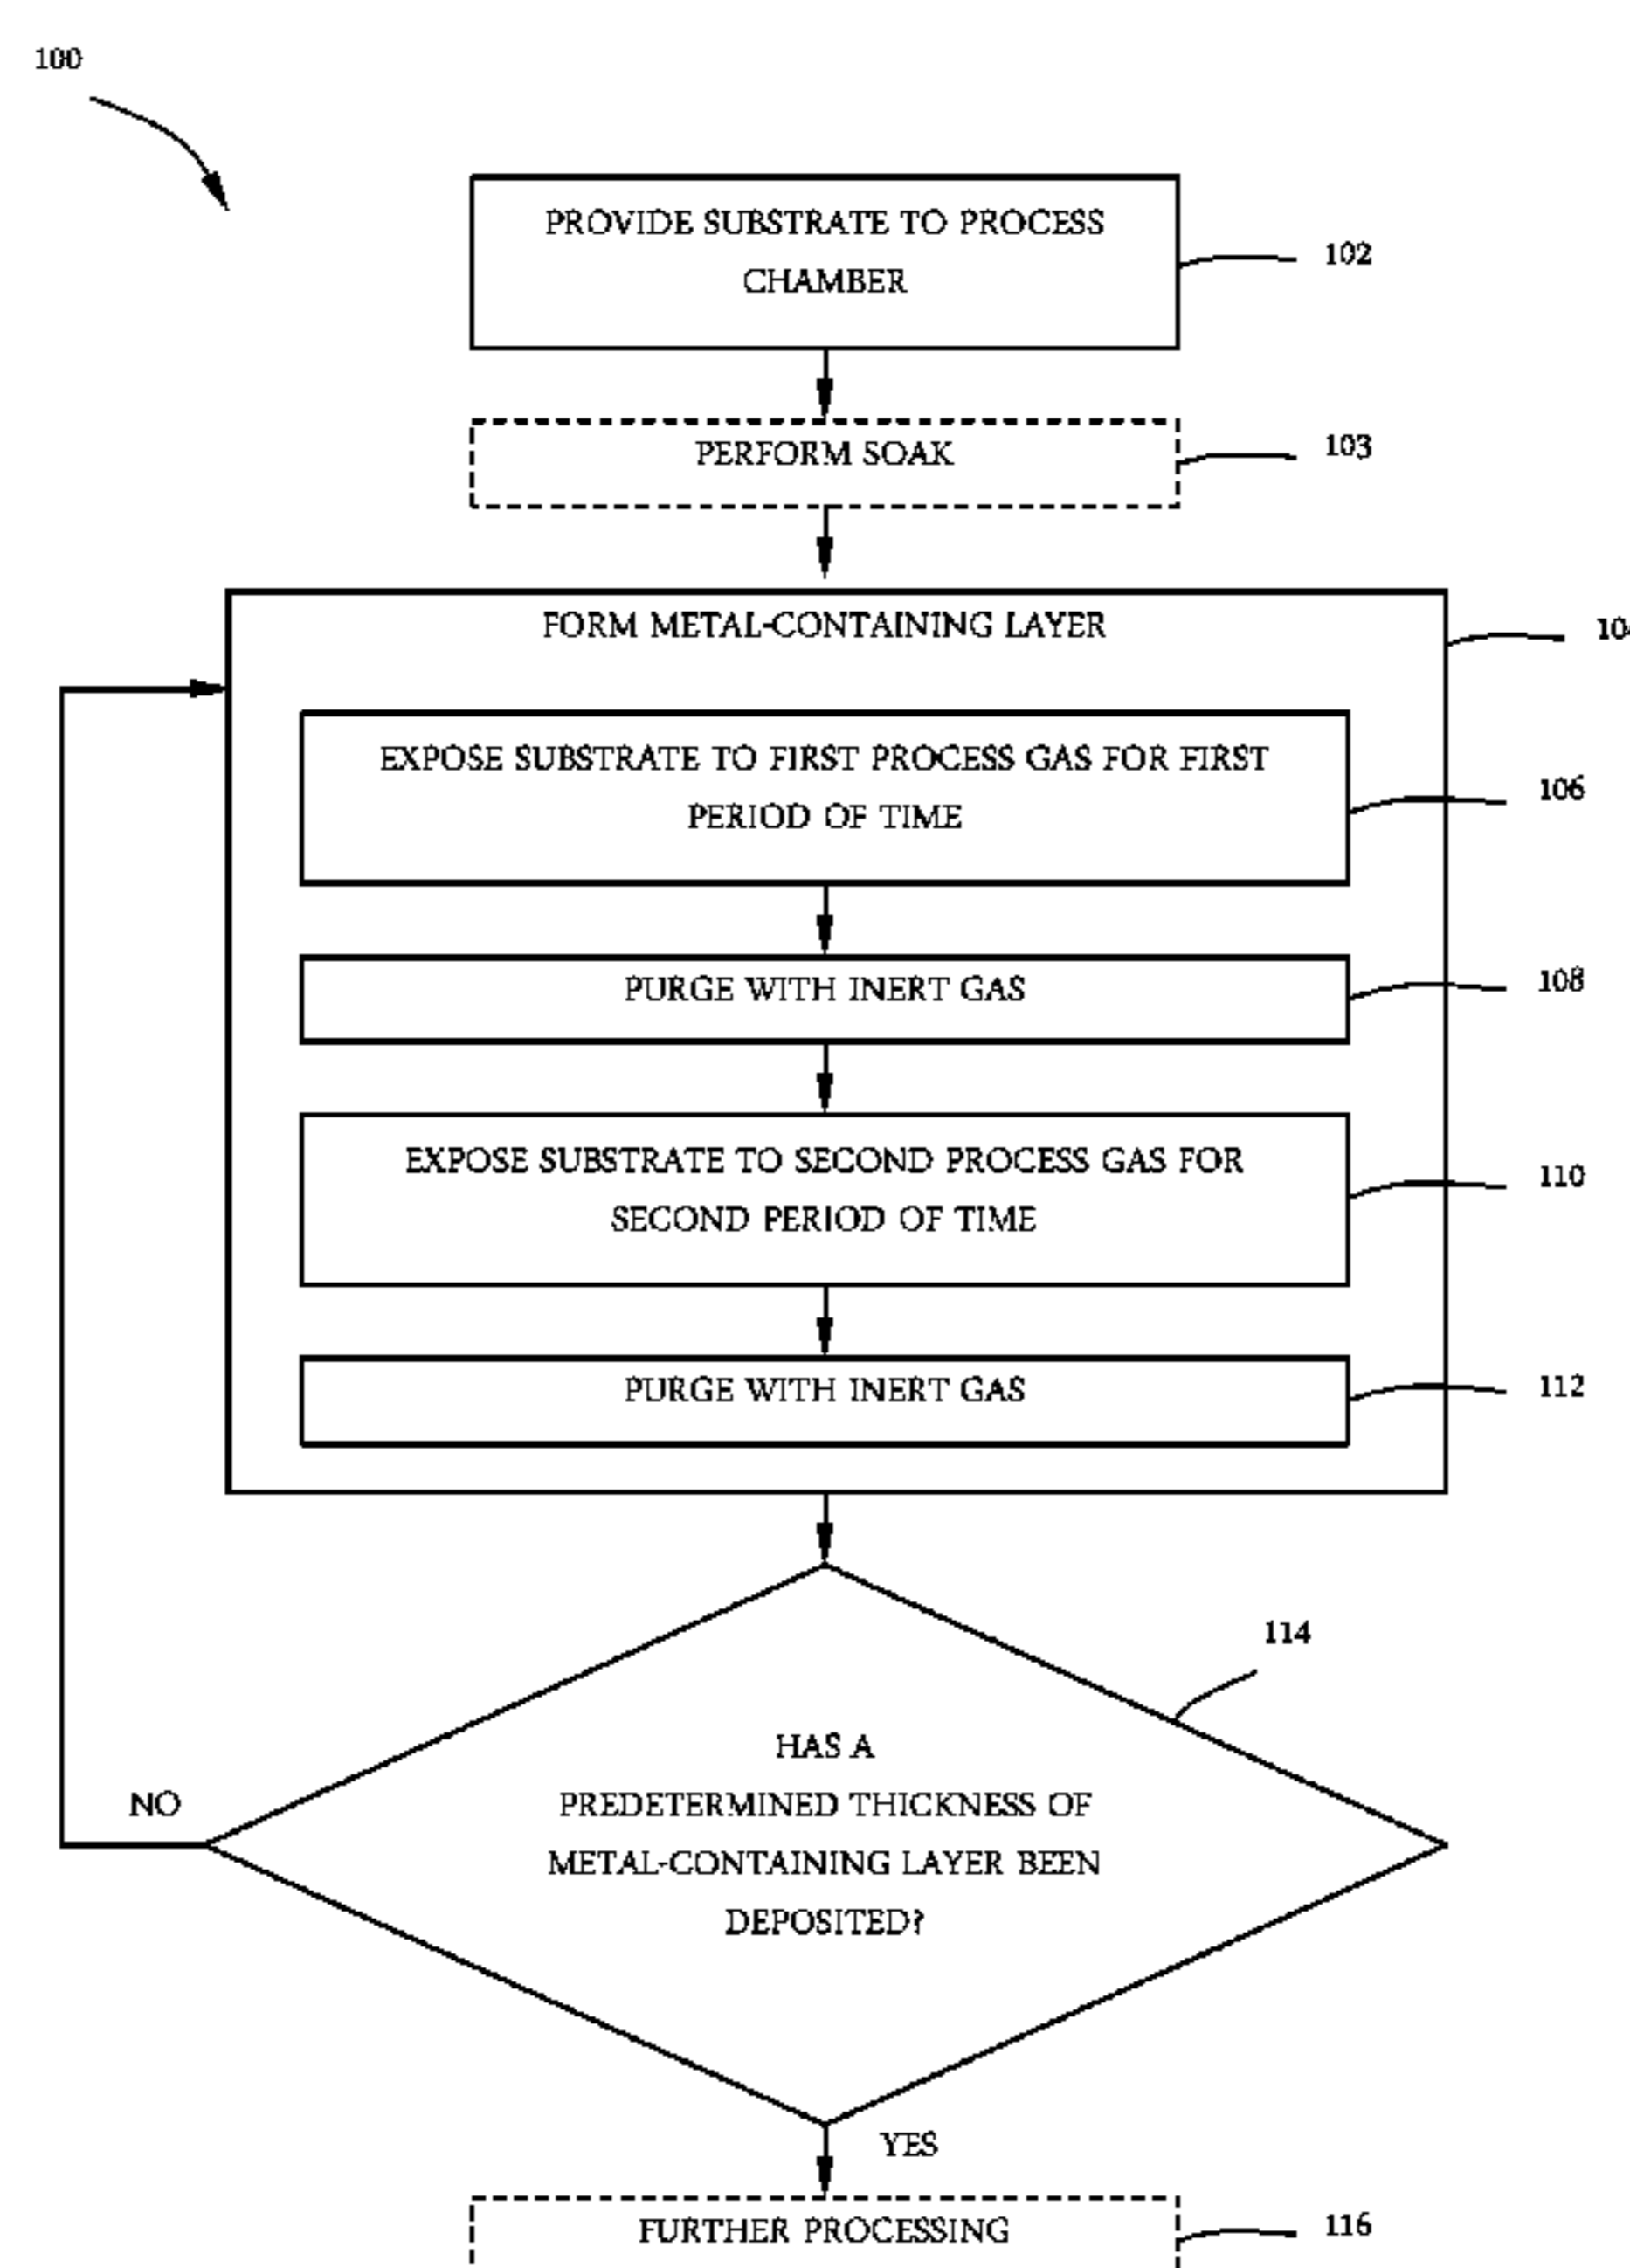 100
PROVIDE SUBSTRATE TO PROCESS
CHAMBER
102
PERFORM SOAK
103
FORM METAL-CONTAINING LAYER
EXPOSE SUBSTRATE TO FIRST PROCESS GAS FOR FIRST
PERIOD OF TIME
106
PURGE WITH INERT GAS
108
EXPOSE SUBSTRATE TO SECOND PROCESS GAS FOR
SECOND PERIOD OF TIME
110
PURGE WITH INERT GAS
112
114
HAS A
PREDETERMINED THICKNESS OF
METAL-CONTAINING LAYER BEEN
DEPOSITED?
NO
YES
FURTHER PROCESSING
116